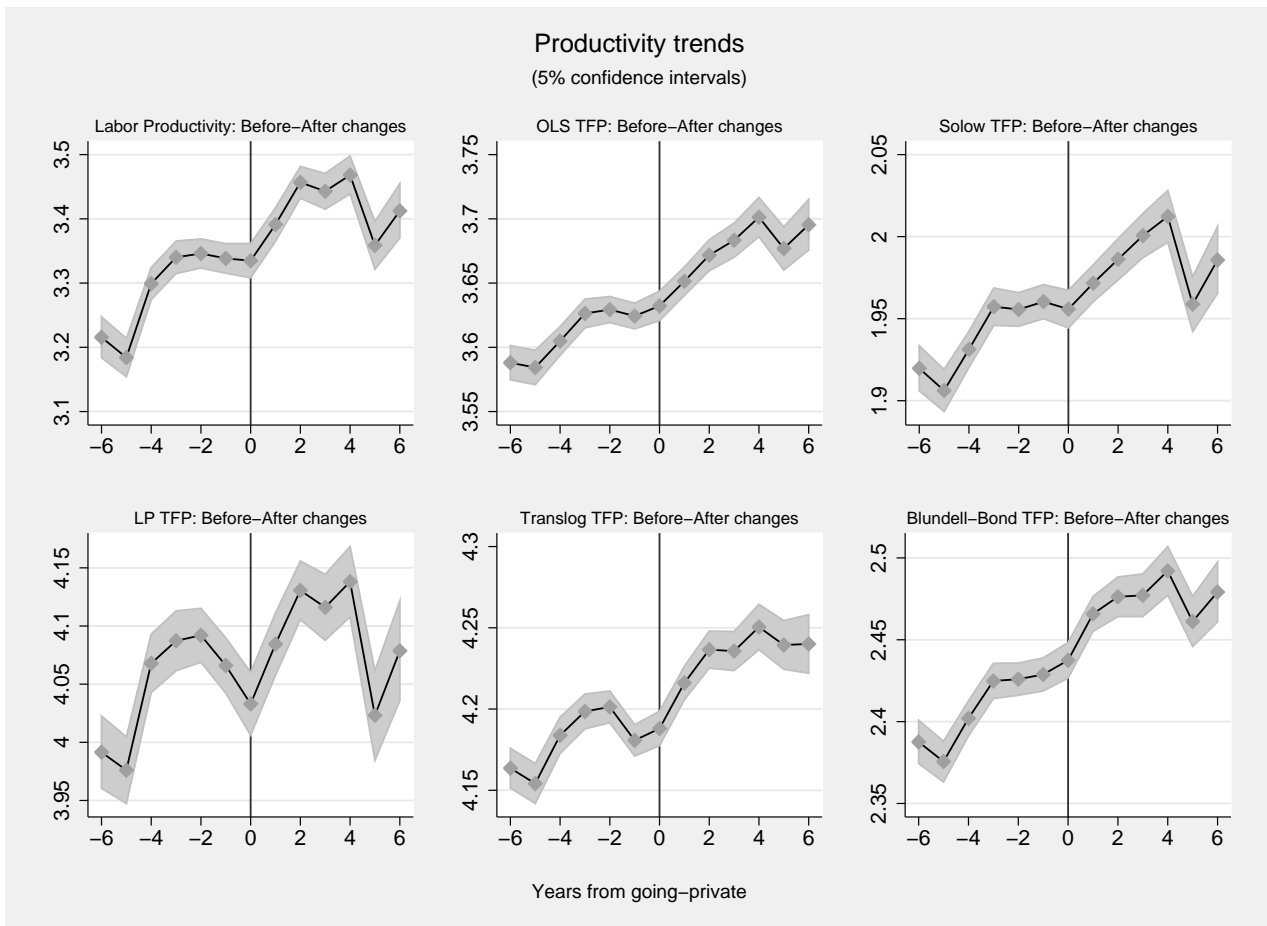 Productivity trends
(5% confidence intervals)
Labor Productivity: Before−After changes
3.5
3.4
3.3
3.2
3.1
−6 −4 −2 0 2 4 6
OLS TFP: Before−After changes
3.75
3.7
3.65
3.6
3.55
−6 −4 −2 0 2 4 6
Solow TFP: Before−After changes
2.05
2
1.95
1.9
−6 −4 −2 0 2 4 6
LP TFP: Before−After changes
4.15
4.1
4.05
4
3.95
−6 −4 −2 0 2 4 6
Translog TFP: Before−After changes
4.3
4.25
4.2
4.15
−6 −4 −2 0 2 4 6
Blundell−Bond TFP: Before−After changes
2.5
2.45
2.4
2.35
−6 −4 −2 0 2 4 6
Years from going−private